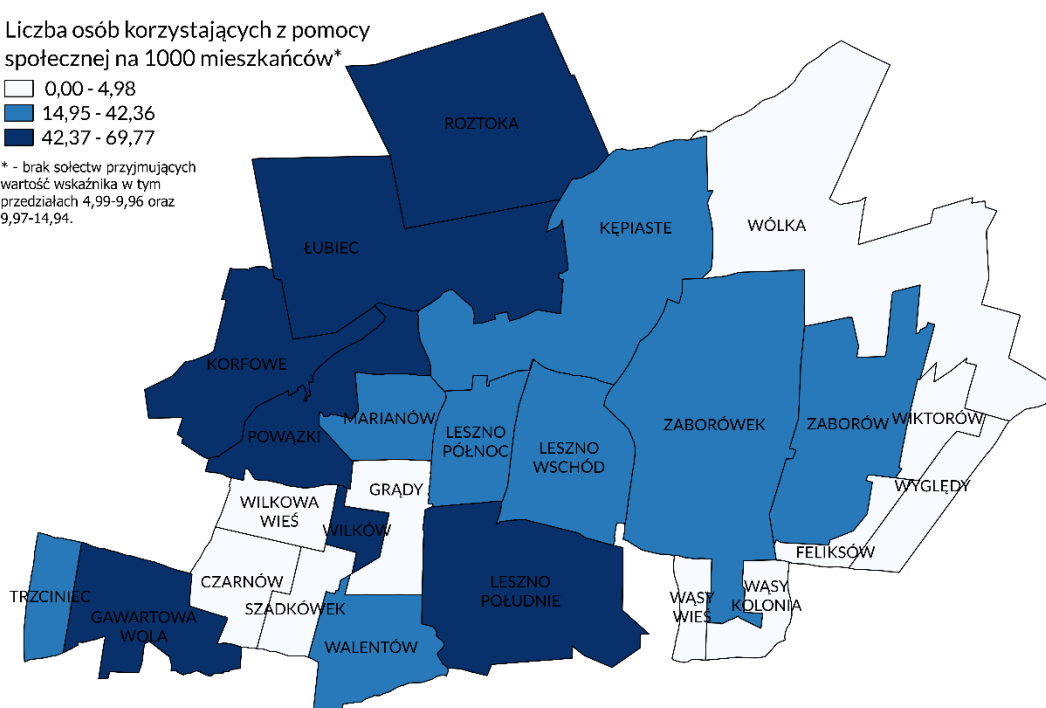 Liczba osób korzystających z pomocy
społecznej na 1000 mieszkańców*
0,00 - 4,98
14,95 - 42,36
42,37 - 69,77
* - brak sołectw przyjmujących
wartość wskaźnika w tym
przedziałach 4,99-9,96 oraz
9,97-14,94.
ROZTOKA
KĘPIASTE
WÓLKA
ŁUBIEC
KORFOWE
MARIANÓW
POWĄZKI
LESZNO
PÓŁNOC
LESZNO
WSCHÓD
ZABORÓWEK
ZABORÓW
WIKTORÓW
WYGLĘDY
GRĄDY
WILKOWA
WIEŚ
WILKÓW
FELIKSÓW
TRZCINIEC
GAWARTOWA
WOLA
CZARNÓW
SZADKÓWEK
LESZNO
POŁUDNIE
WĄSY
WIEŚ
WĄSY
KOLONIA
WALENTÓW